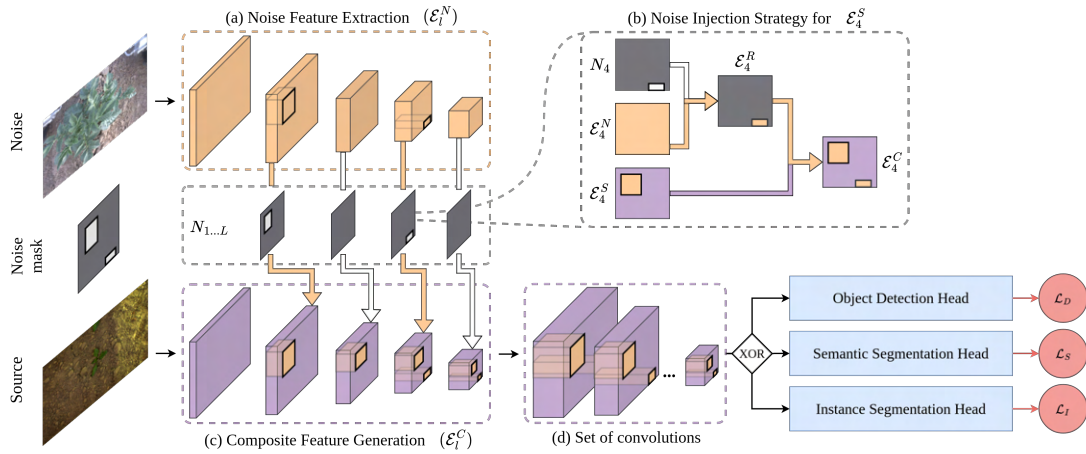 (a) Noise Feature Extraction (ℰ_l^N)
(b) Noise Injection Strategy for ℰ_4^S
Noise
N_4
ℰ_4^R
ℰ_4^N
ℰ_4^C
ℰ_4^S
Noise
mask
N_{1...L}
Source
Object Detection Head
ℒ_D
XOR
Semantic Segmentation Head
ℒ_S
...
Instance Segmentation Head
ℒ_I
(c) Composite Feature Generation (ℰ_l^C)
(d) Set of convolutions